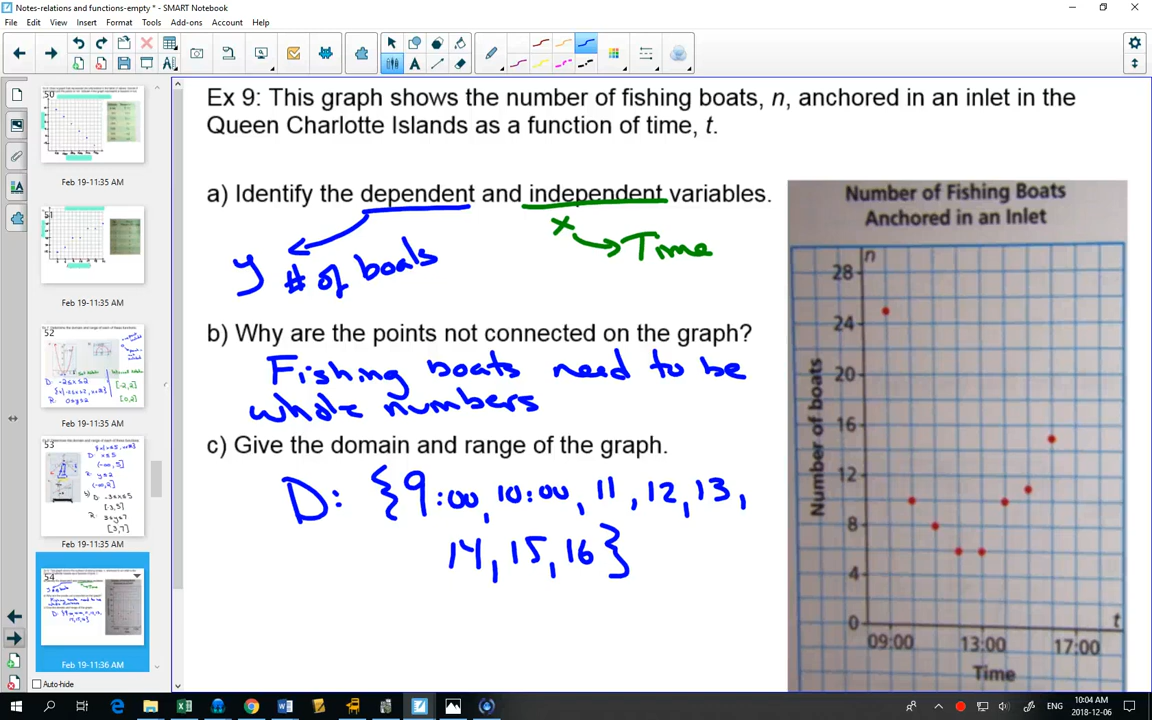 Notes-relations and functions-empty * - SMART Notebook
File Edit View Insert Format Tools Add-ons Account Help
50
Feb 19-11:35 AM
51
Feb 19-11:35 AM
52
Feb 19-11:35 AM
53
Feb 19-11:35 AM
54
Feb 19-11:36 AM
Auto-hide
Ex 9: This graph shows the number of fishing boats, n, anchored in an inlet in the
Queen Charlotte Islands as a function of time, t.
a) Identify the dependent and independent variables.
y
# of boats
x
Time
b) Why are the points not connected on the graph?
Fishing boats need to be
whole numbers
c) Give the domain and range of the graph.
D: {9:00, 10:00, 11, 12, 13,
14, 15, 16}
Number of Fishing Boats
Anchored in an Inlet
n
28
24
20
16
12
8
4
0
Number of boats
t
09:00 13:00 17:00
Time
ENG
10:04 AM
2018-12-06